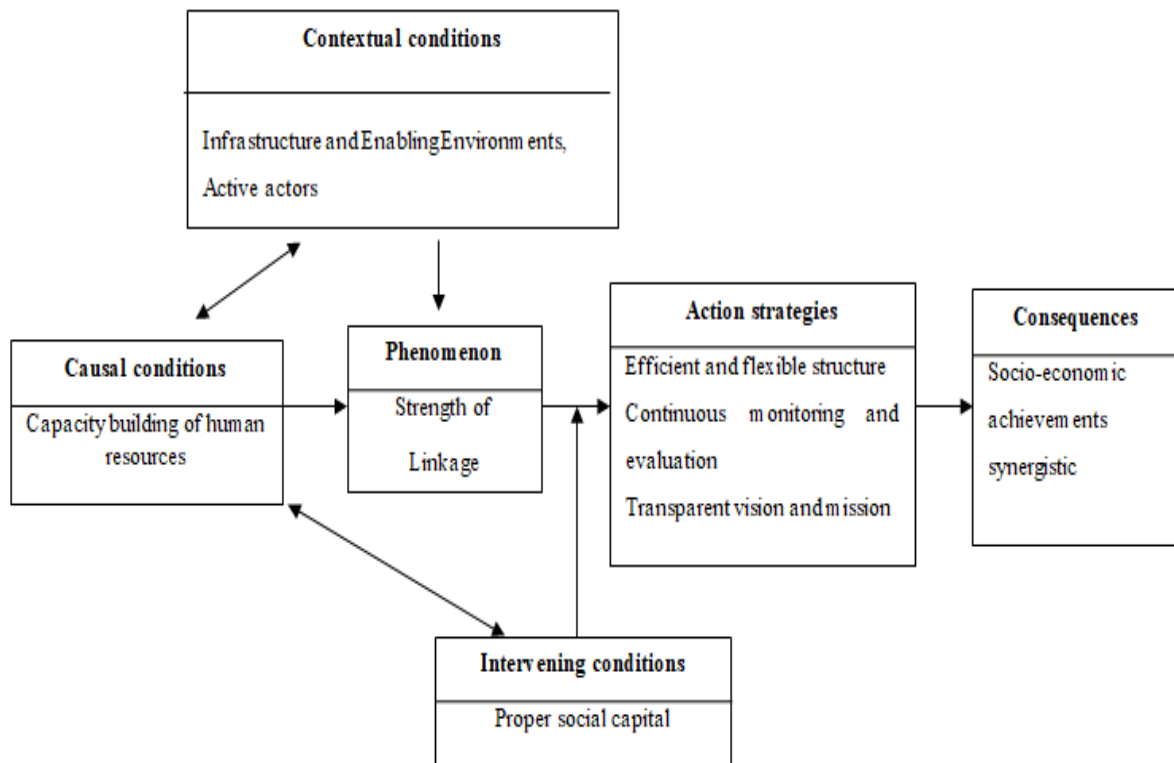 Contextual conditions
Infrastructure and Enabling Environments,
Active actors
Causal conditions
Capacity building of human
resources
Phenomenon
Strength of
Linkage
Action strategies
Efficient and flexible structure
Continuous monitoring and
evaluation
Transparent vision and mission
Consequences
Socio-economic
achievements
synergistic
Intervening conditions
Proper social capital